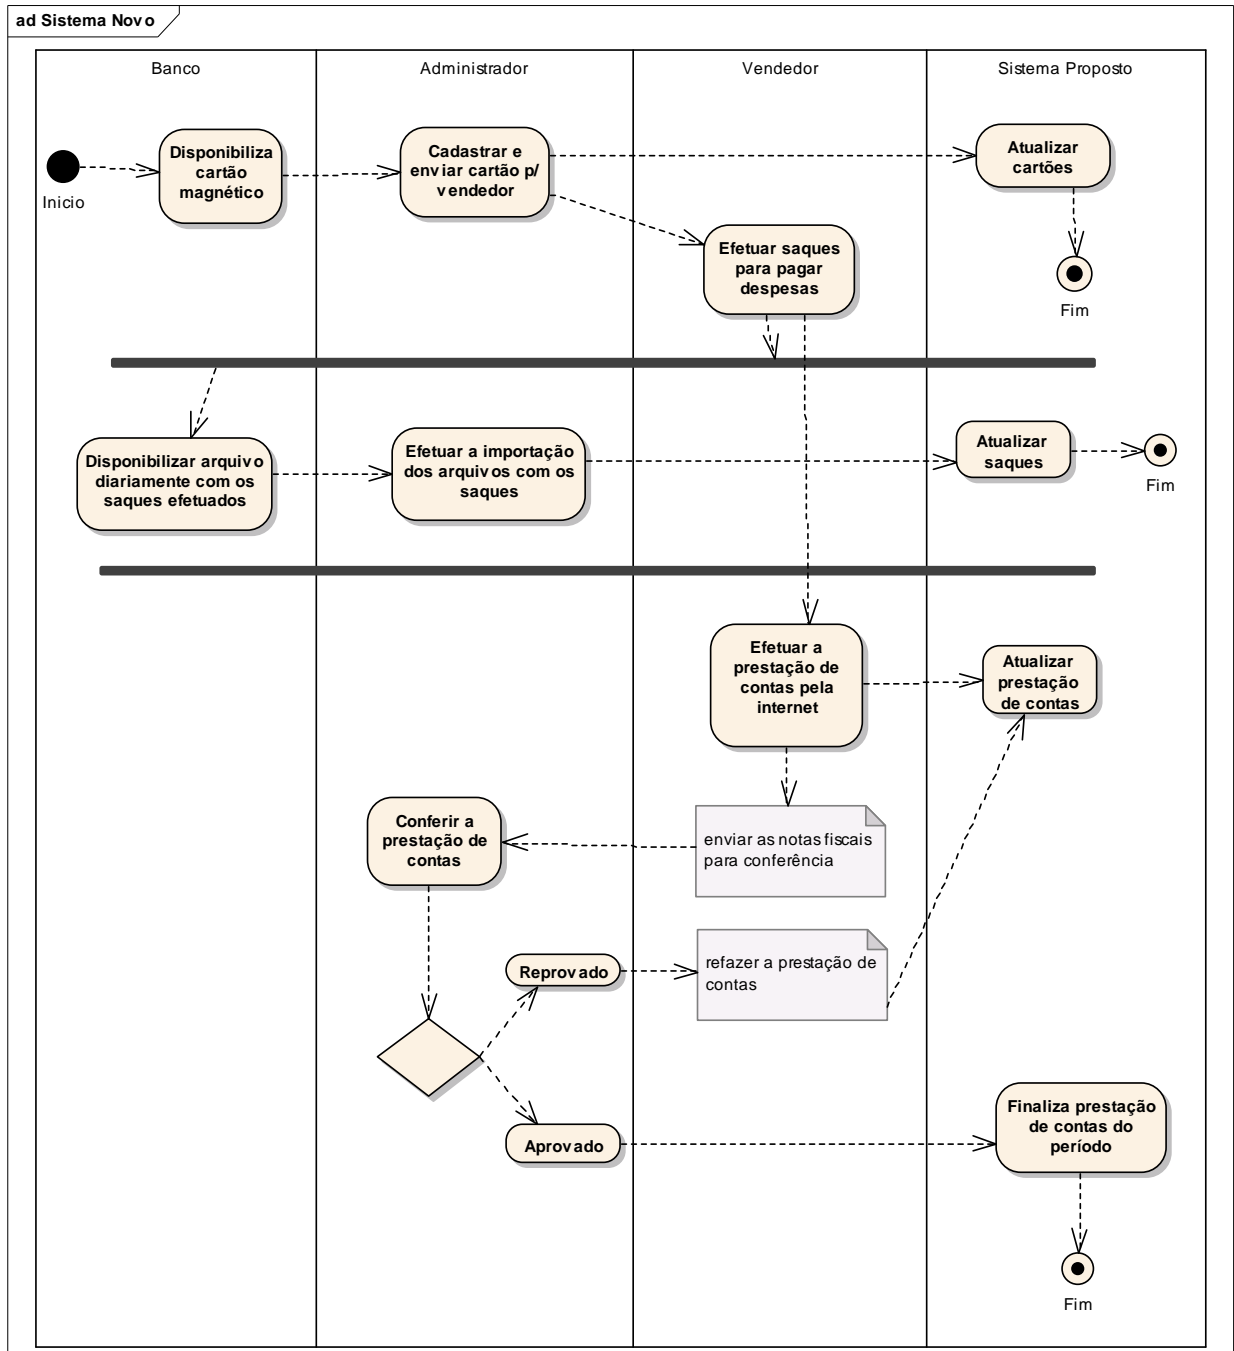 ad Sistema Novo
Banco
Administrador
Vendedor
Sistema Proposto
Inicio
Disponibiliza
cartão
magnético
Cadastrar e
enviar cartão p/
vendedor
Atualizar
cartões
Efetuar saques
para pagar
despesas
Fim
Disponibilizar arquivo
diariamente com os
saques efetuados
Efetuar a importação
dos arquivos com os
saques
Atualizar
saques
Fim
Efetuar a
prestação de
contas pela
internet
Atualizar
prestação
de contas
Conferir a
prestação de
contas
enviar as notas fiscais
para conferência
Reprovado
refazer a prestação de
contas
Aprovado
Finaliza prestação
de contas do
período
Fim